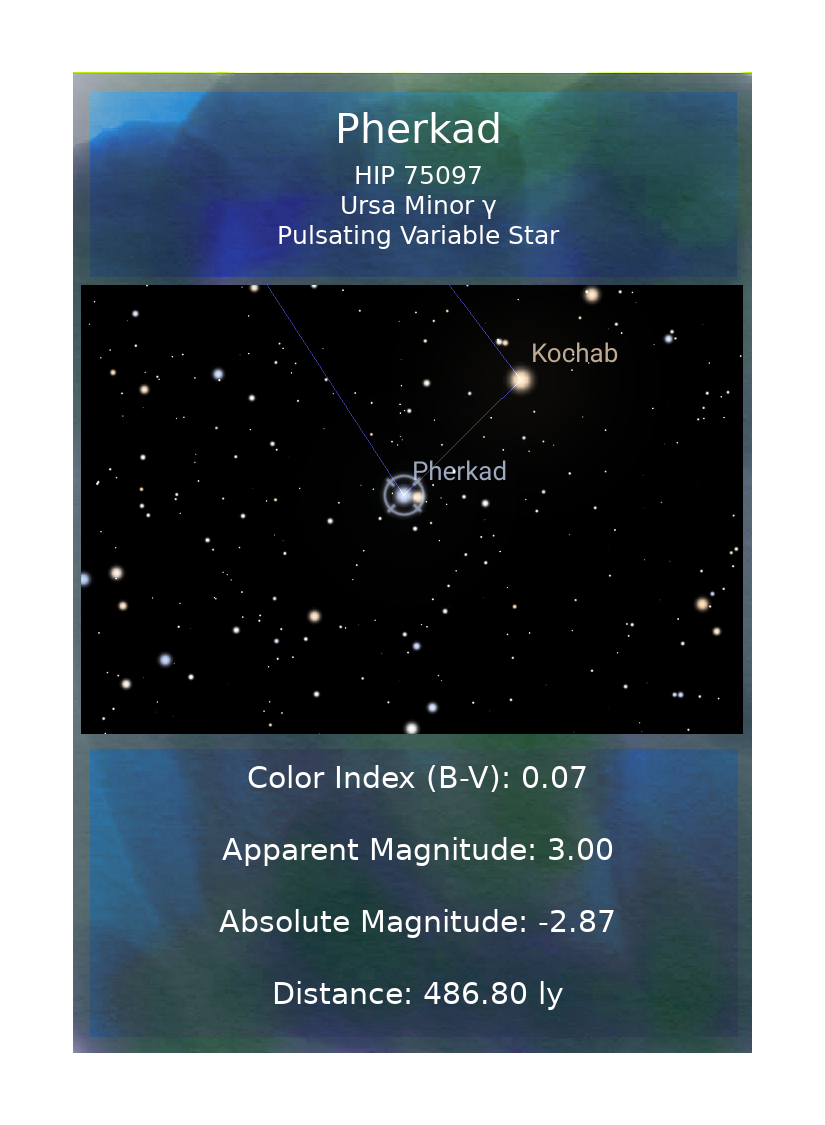 Pherkad
HIP 75097
Ursa Minor γ
Pulsating Variable Star
Kochab
Pherkad
Color Index (B-V): 0.07
Apparent Magnitude: 3.00
Absolute Magnitude: -2.87
Distance: 486.80 ly